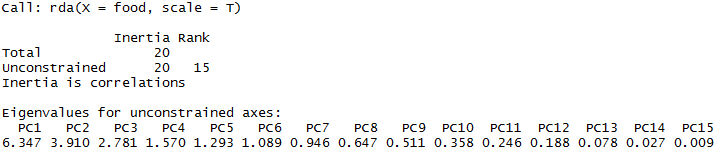 Call: rda(X = food, scale = T)
Inertia Rank
Total 20
Unconstrained 20 15
Inertia is correlations
Eigenvalues for unconstrained axes:
PC1 PC2 PC3 PC4 PC5 PC6 PC7 PC8 PC9 PC10 PC11 PC12 PC13 PC14 PC15
6.347 3.910 2.781 1.570 1.293 1.089 0.946 0.647 0.511 0.358 0.246 0.188 0.078 0.027 0.009